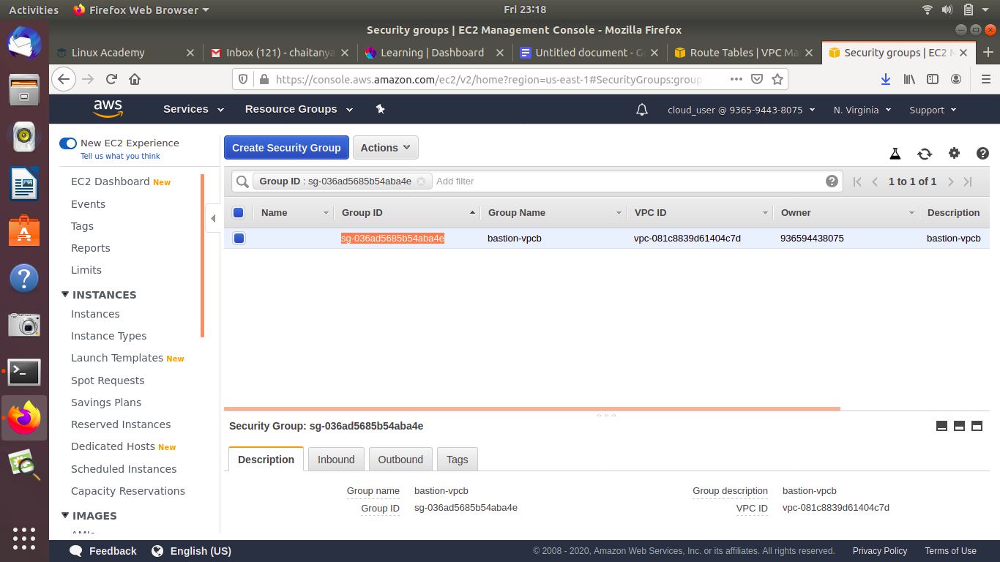 Activities Firefox Web Browser Fri 23:18
Security groups | EC2 Management Console - Mozilla Firefox
Linux Academy Inbox (121) - chaitanya Learning | Dashboard Untitled document - G Route Tables | VPC Ma Security groups | EC2 M
https://console.aws.amazon.com/ec2/v2/home?region=us-east-1#SecurityGroups:group
aws Services Resource Groups cloud_user @ 9365-9443-8075 N. Virginia Support
New EC2 Experience
Tell us what you think
EC2 Dashboard New
Events
Tags
Reports
Limits
INSTANCES
Instances
Instance Types
Launch Templates New
Spot Requests
Savings Plans
Reserved Instances
Dedicated Hosts New
Scheduled Instances
Capacity Reservations
IMAGES
AMIs
Create Security Group Actions
Group ID : sg-036ad5685b54aba4e Add filter 1 to 1 of 1
Name Group ID Group Name VPC ID Owner Description
sg-036ad5685b54aba4e bastion-vpcb vpc-081c8839d61404c7d 936594438075 bastion-vpcb
Security Group: sg-036ad5685b54aba4e
Description Inbound Outbound Tags
Group name bastion-vpcb Group description bastion-vpcb
Group ID sg-036ad5685b54aba4e VPC ID vpc-081c8839d61404c7d
Feedback English (US) © 2008 - 2020, Amazon Web Services, Inc. or its affiliates. All rights reserved. Privacy Policy Terms of Use